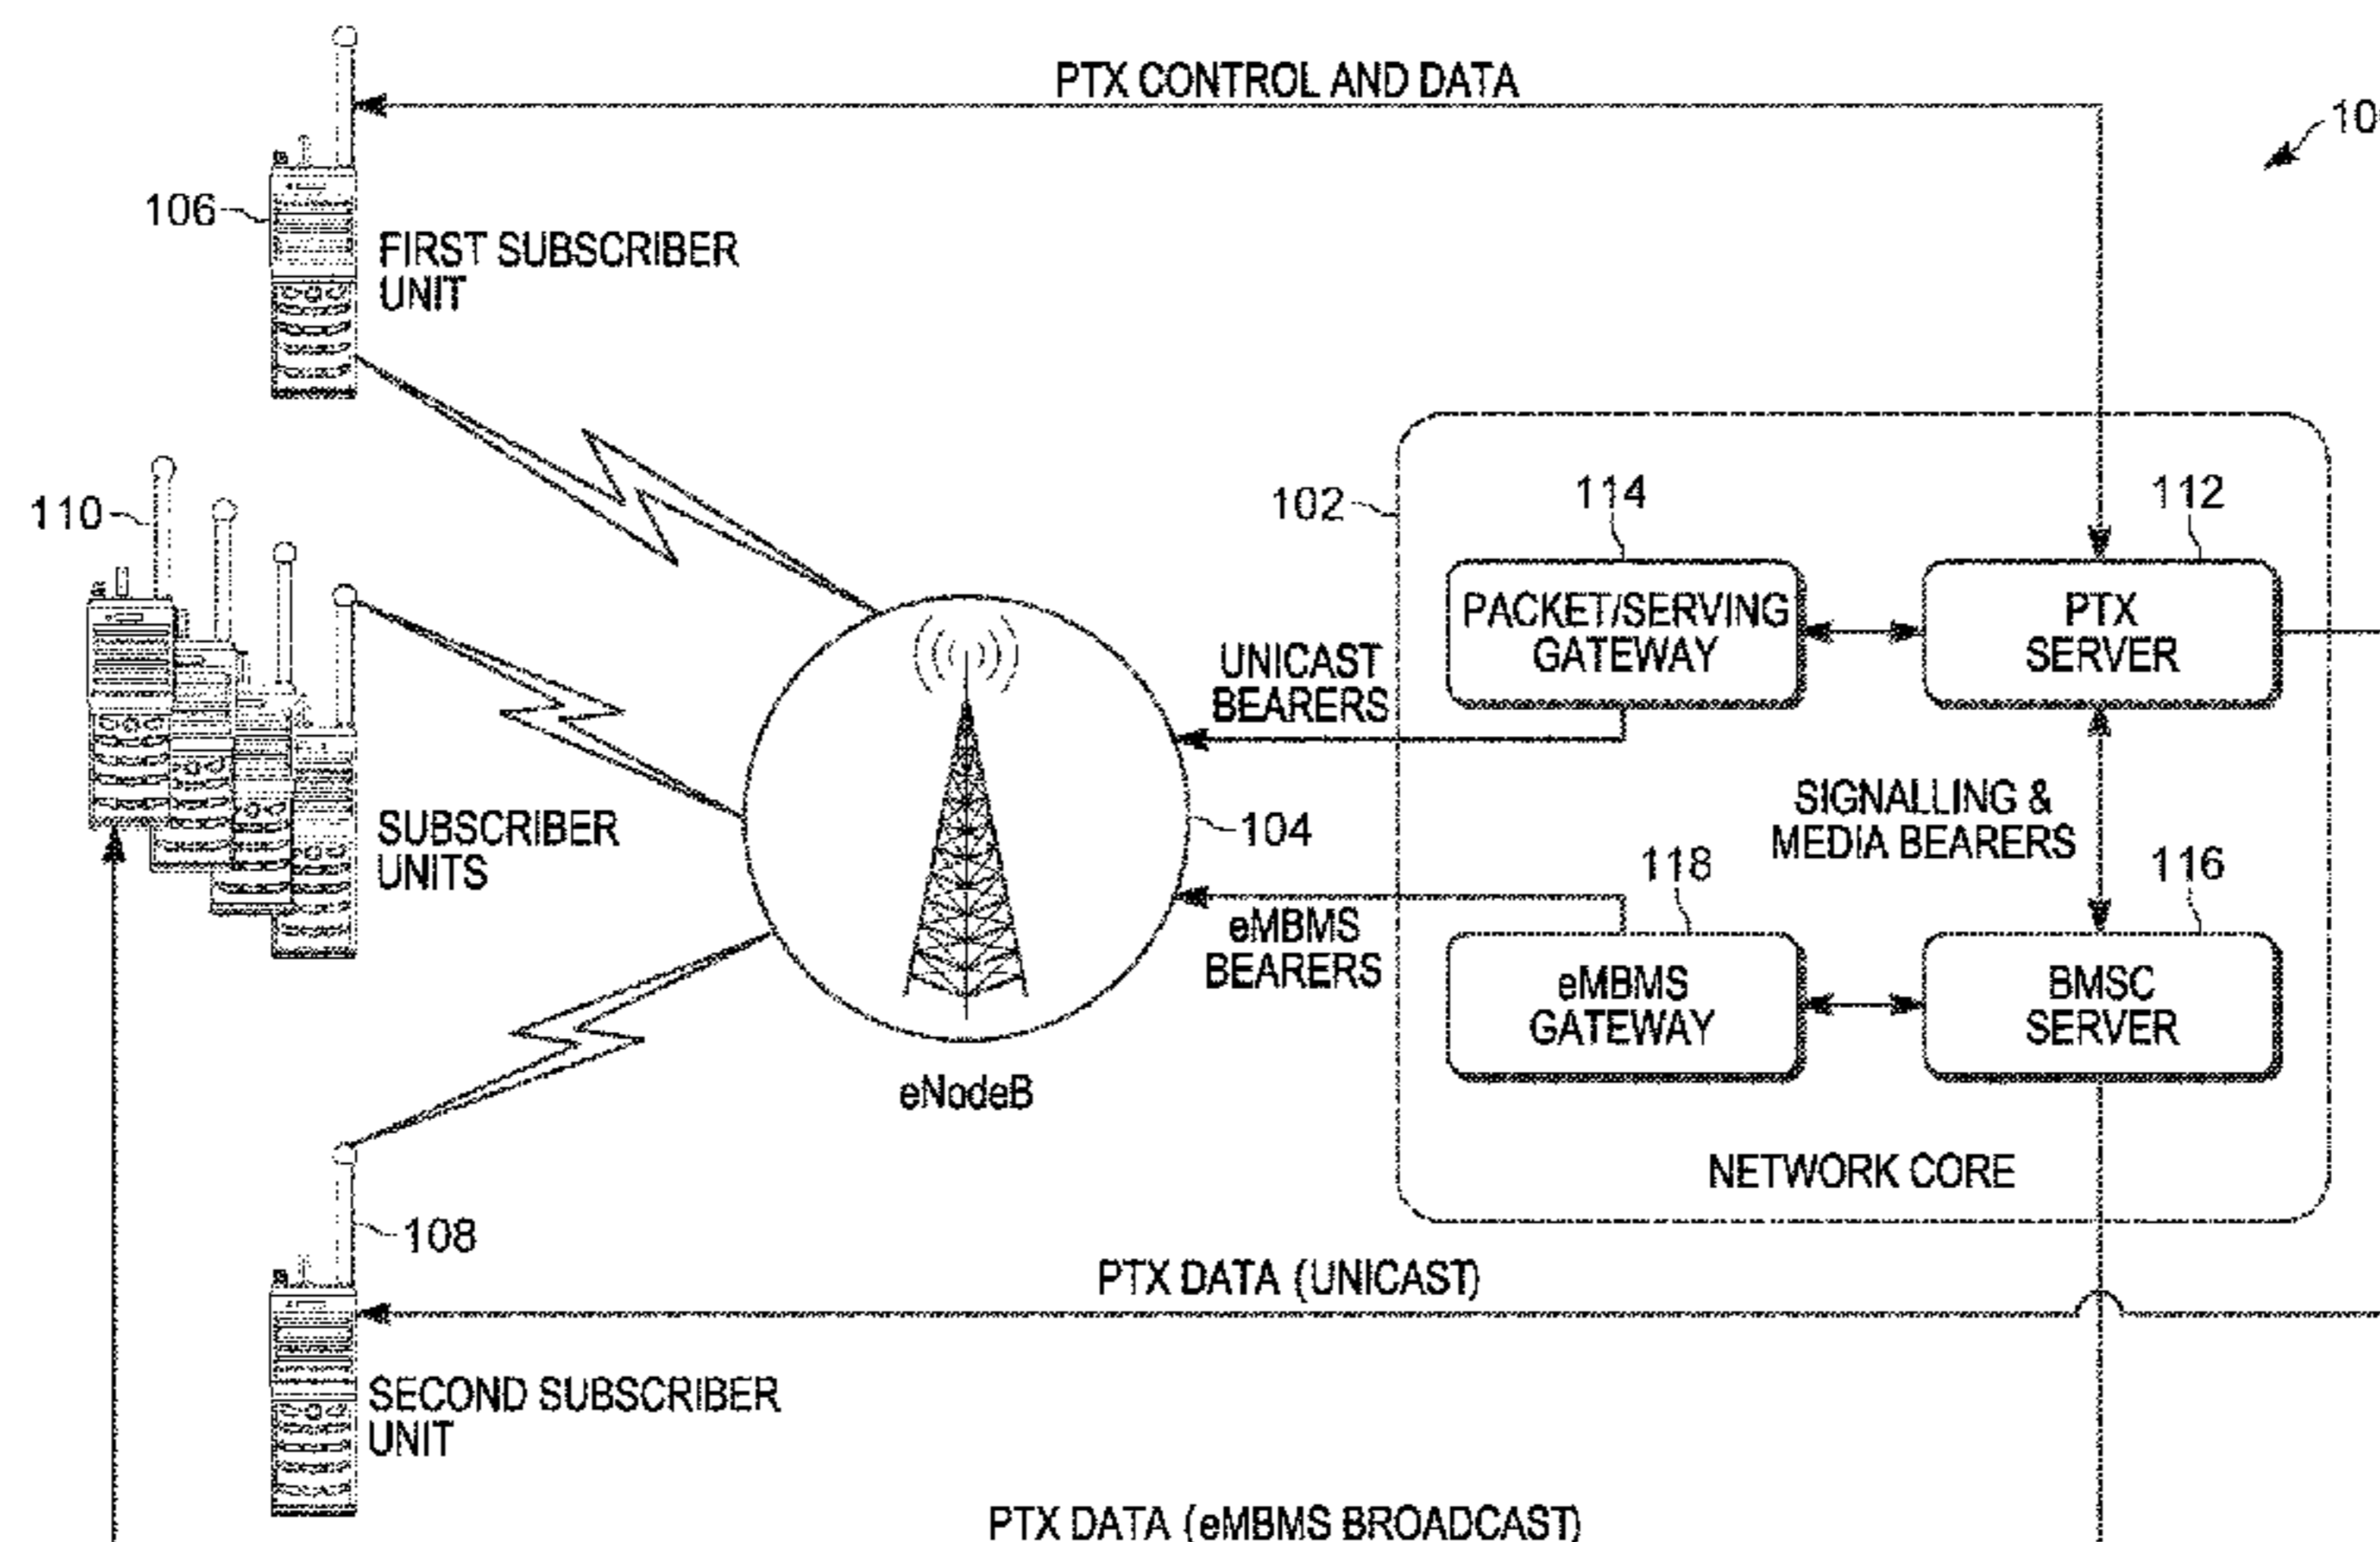 PTX CONTROL AND DATA
10
106
FIRST SUBSCRIBER
UNIT
110
102
114
112
PACKET/SERVING
GATEWAY
PTX
SERVER
UNICAST
BEARERS
SIGNALLING &
MEDIA BEARERS
104
SUBSCRIBER
UNITS
118
116
eMBMS
BEARERS
eMBMS
GATEWAY
BMSC
SERVER
eNodeB
NETWORK CORE
108
PTX DATA (UNICAST)
SECOND SUBSCRIBER
UNIT
PTX DATA (eMBMS BROADCAST)